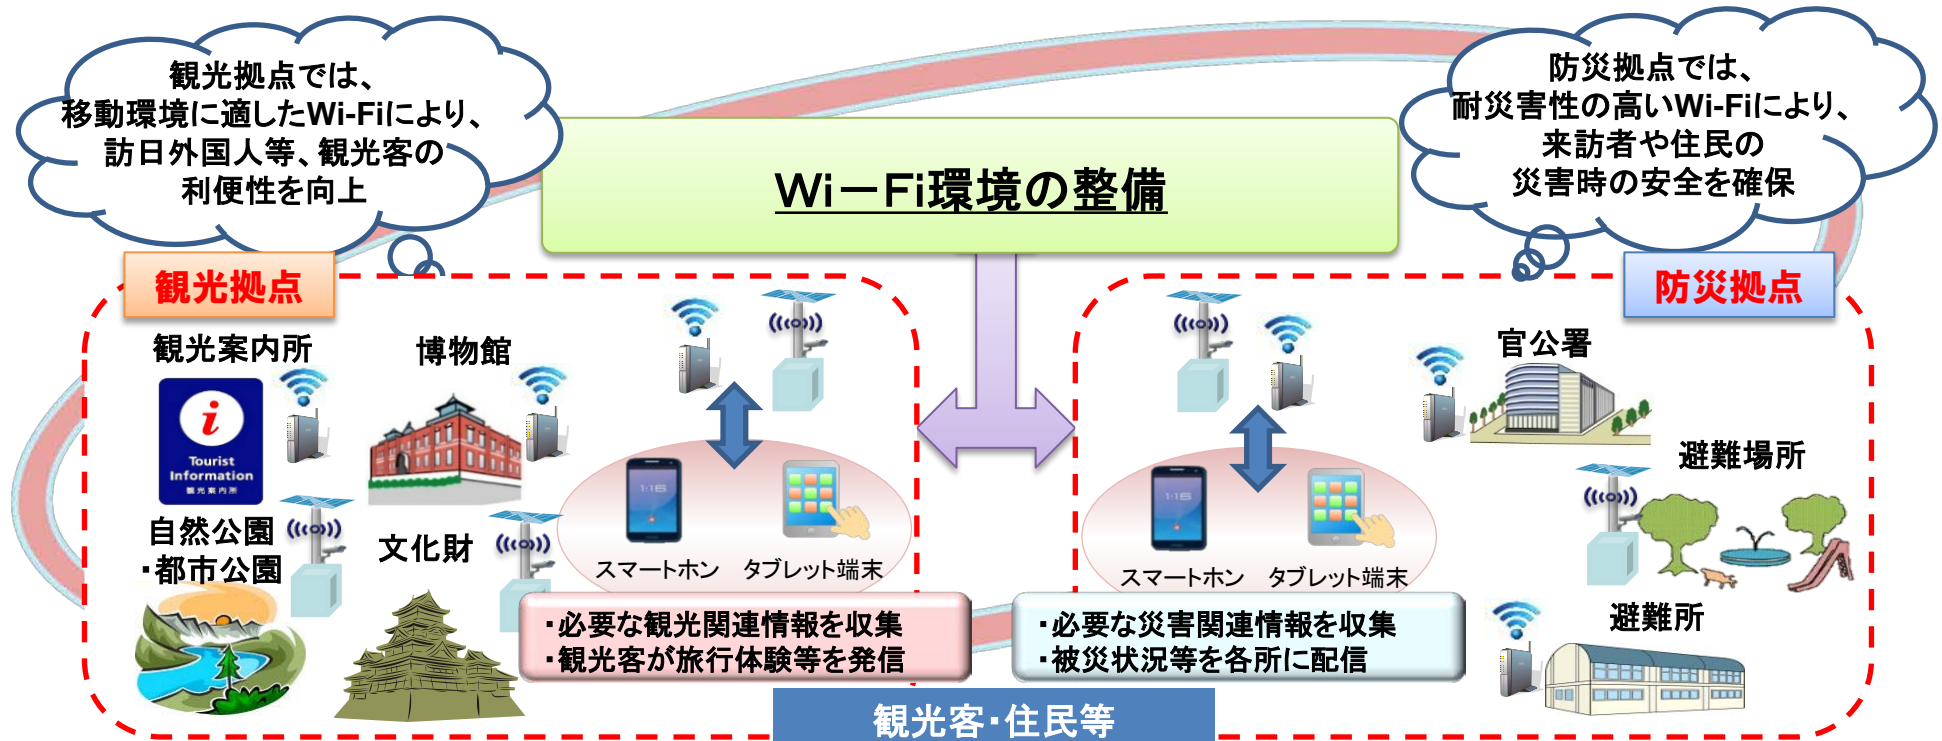 観光拠点では、
移動環境に適したWi-Fiにより、
訪日外国人等、観光客の
利便性を向上
防災拠点では、
耐災害性の高いWi-Fiにより、
来訪者や住民の
災害時の安全を確保
Wi－Fi環境の整備
観光拠点
防災拠点
観光案内所
博物館
i
Tourist
Information
観光案内所
自然公園
・都市公園
文化財
1:16
スマートホン
タブレット端末
・必要な観光関連情報を収集
・観光客が旅行体験等を発信
官公署
避難場所
避難所
1:16
スマートホン
タブレット端末
・必要な災害関連情報を収集
・被災状況等を各所に配信
観光客・住民等